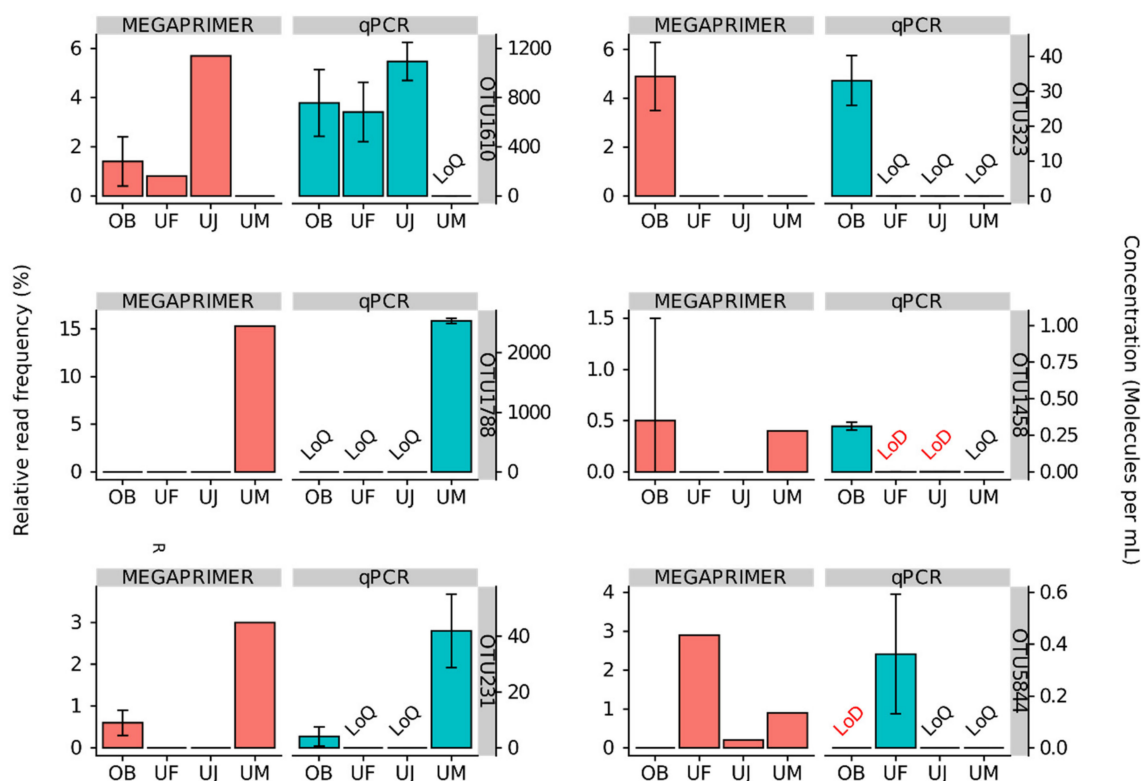 MEGAPRIMER qPCR
6
4
2
0
1200
800
400
0
OTU1610
LoQ
OB UF UJ UM OB UF UJ UM
MEGAPRIMER qPCR
6
5
4
3
2
1
0
40
30
20
10
0
OTU323
LoQ LoQ LoQ
OB UF UJ UM OB UF UJ UM
Relative read frequency (%)
MEGAPRIMER qPCR
15
10
5
0
2000
1000
0
OTU1788
LoQ LoQ LoQ
OB UF UJ UM OB UF UJ UM
MEGAPRIMER qPCR
1.5
1.0
0.5
0.0
1.00
0.75
0.50
0.25
0.00
OTU1458
LoD LoD LoQ
OB UF UJ UM OB UF UJ UM
Concentration (Molecules per mL)
R
MEGAPRIMER qPCR
3
2
1
0
40
20
0
OTU231
LoQ LoQ
OB UF UJ UM OB UF UJ UM
MEGAPRIMER qPCR
4
3
2
1
0
0.6
0.4
0.2
0.0
OTU5844
LoD LoQ LoQ
OB UF UJ UM OB UF UJ UM